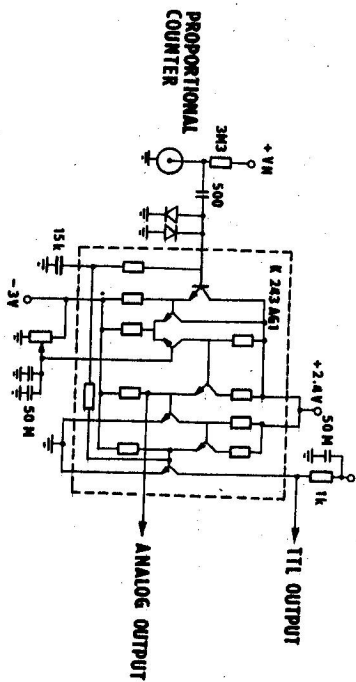 +VN
3M3
PROPORTIONAL
COUNTER
500
15k
-3V
K 243 AG1
50M
+2.4V
50M
1k
TTL OUTPUT
ANALOG OUTPUT